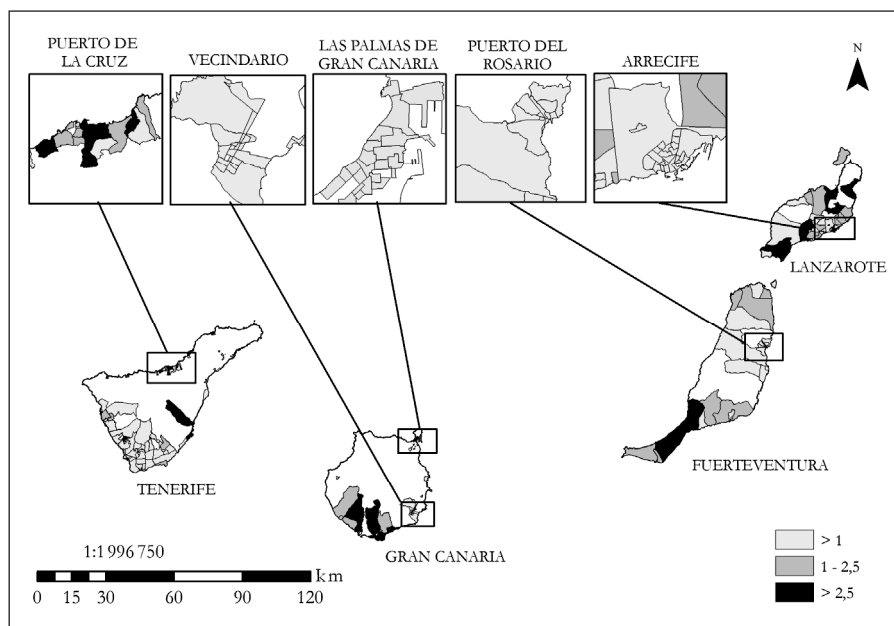 PUERTO DE
LA CRUZ
VECINDARIO
LAS PALMAS DE
GRAN CANARIA
PUERTO DEL
ROSARIO
ARRECIFE
N
LANZAROTE
FUERTEVENTURA
TENERIFE
GRAN CANARIA
1:1 996 750
km
0 15 30 60 90 120
> 1
1 - 2,5
> 2,5